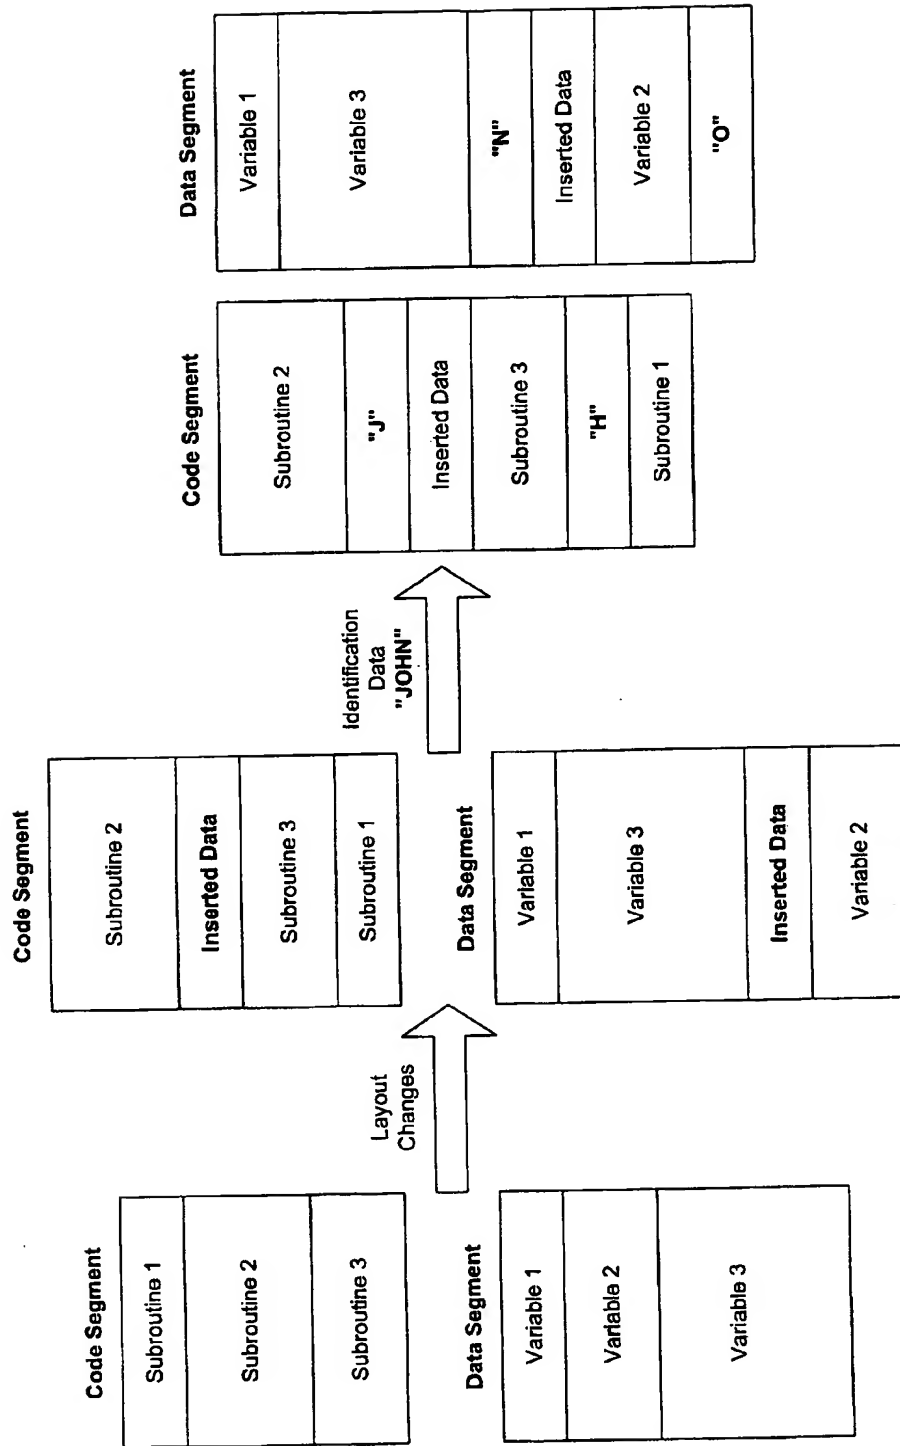 Code Segment
Subroutine 1
Subroutine 2
Subroutine 3
Data Segment
Variable 1
Variable 2
Variable 3
Layout
Changes
Code Segment
Subroutine 2
Inserted Data
Subroutine 3
Subroutine 1
Data Segment
Variable 1
Variable 3
Inserted Data
Variable 2
Identification
Data
"JOHN"
Code Segment
Subroutine 2
"J"
Inserted Data
Subroutine 3
"H"
Subroutine 1
Data Segment
Variable 1
Variable 3
"N"
Inserted Data
Variable 2
"O"